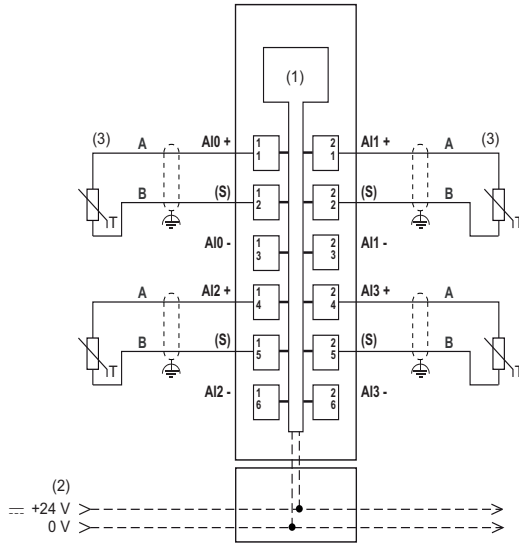 (1)
(3) A AI0 + 1 1 2 1 AI1 + A (3)
B (S) 1 2 2 2 (S) B
T T
AI0 - 1 3 2 3 AI1 -
A AI2 + 1 4 2 4 AI3 + A
B (S) 1 5 2 5 (S) B
T T
AI2 - 1 6 2 6 AI3 -
(2)
+24 V
0 V